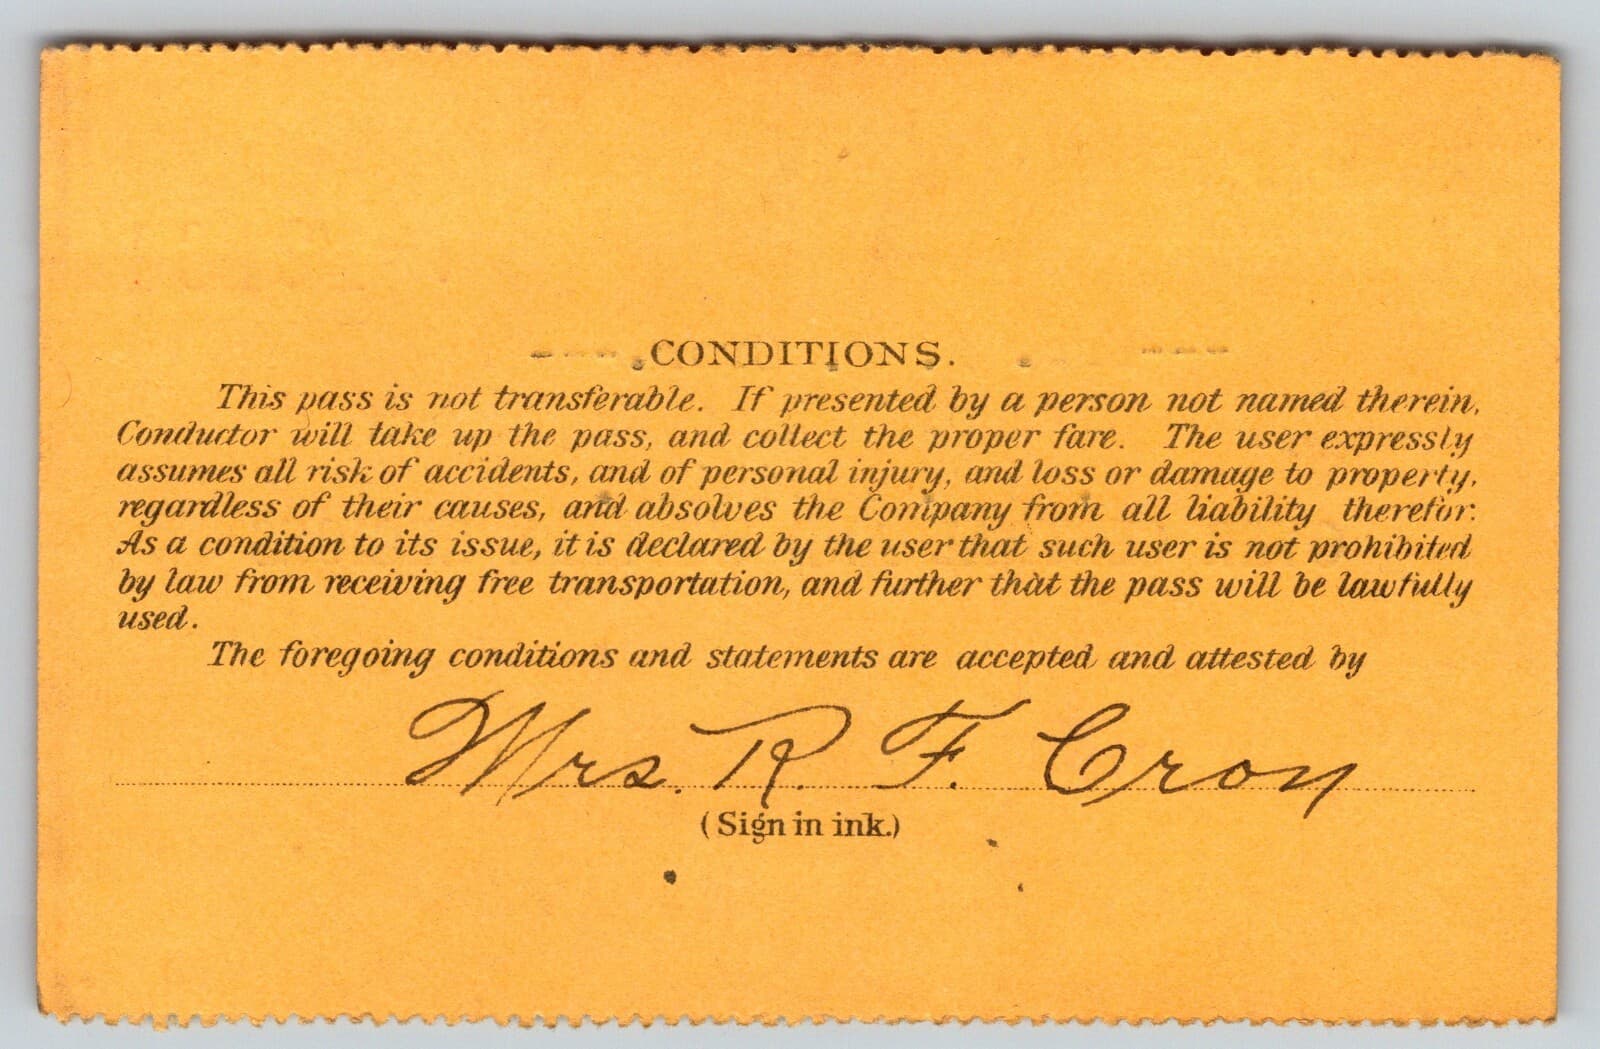 CONDITIONS.
This pass is not transferable. If presented by a person not named therein,
Conductor will take up the pass, and collect the proper fare. The user expressly
assumes all risk of accidents, and of personal injury, and loss or damage to property,
regardless of their causes, and absolves the Company from all liability therefor.
As a condition to its issue, it is declared by the user that such user is not prohibited
by law from receiving free transportation, and further that the pass will be lawfully
used.
The foregoing conditions and statements are accepted and attested by
Mrs. R. F. Croy
(Sign in ink.)